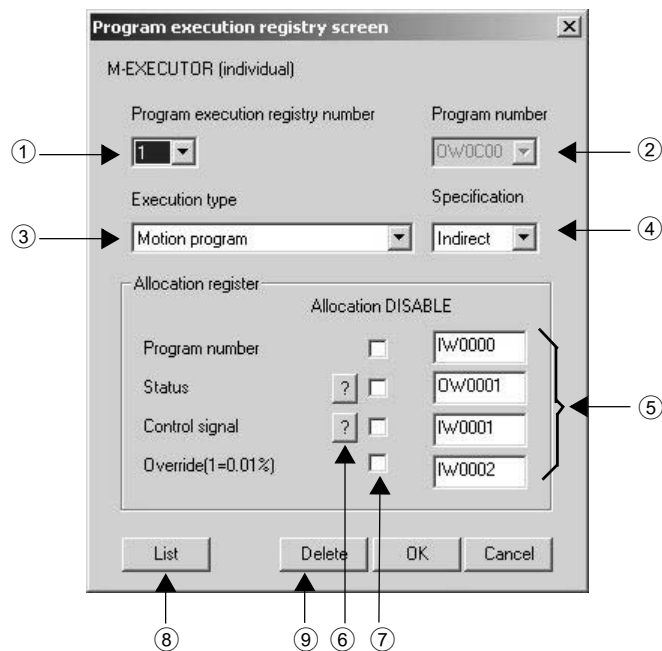 Program execution registry screen
M-EXECUTOR (individual)
Program execution registry number Program number
① 1 OW0C00 ②
Execution type Specification
③ Motion program Indirect ④
Allocation register
Allocation DISABLE
Program number IW0000
Status ? OW0001
⑤
Control signal ? IW0001
Override(1=0.01%) IW0002
List Delete OK Cancel
⑧ ⑨ ⑥ ⑦